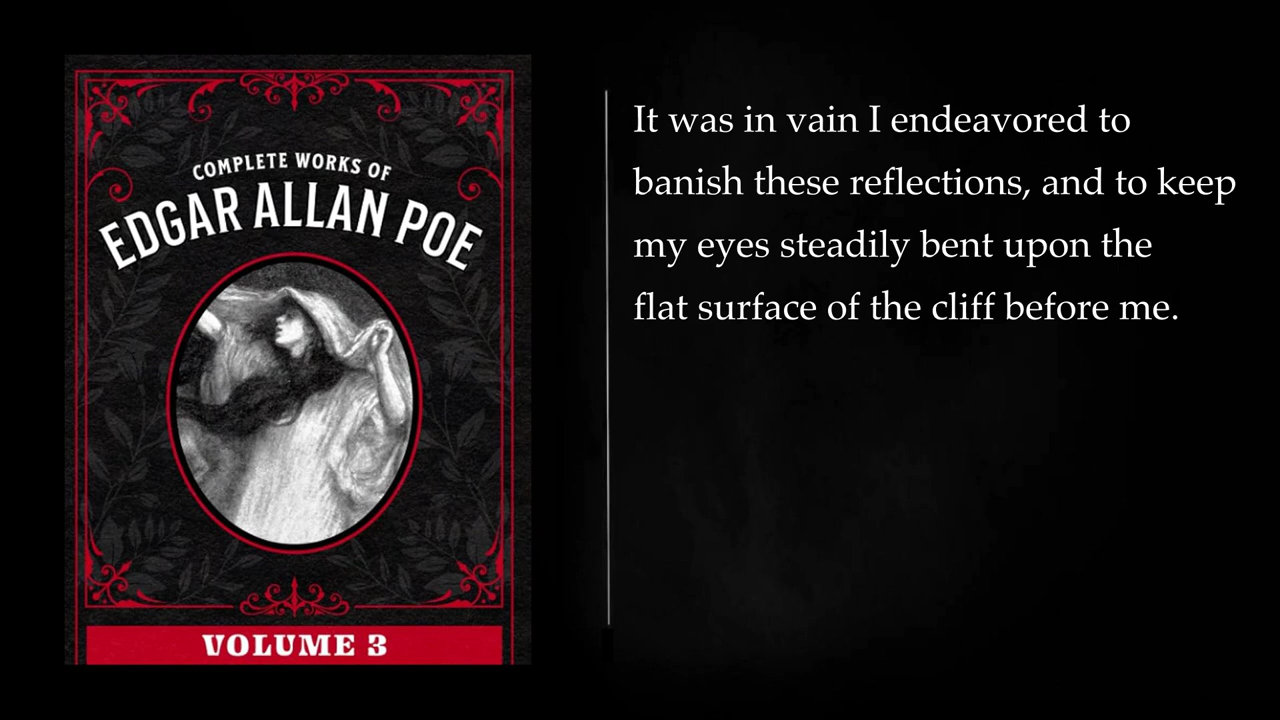 COMPLETE WORKS OF
EDGAR ALLAN POE
VOLUME 3
It was in vain I endeavored to
banish these reflections, and to keep
my eyes steadily bent upon the
flat surface of the cliff before me.